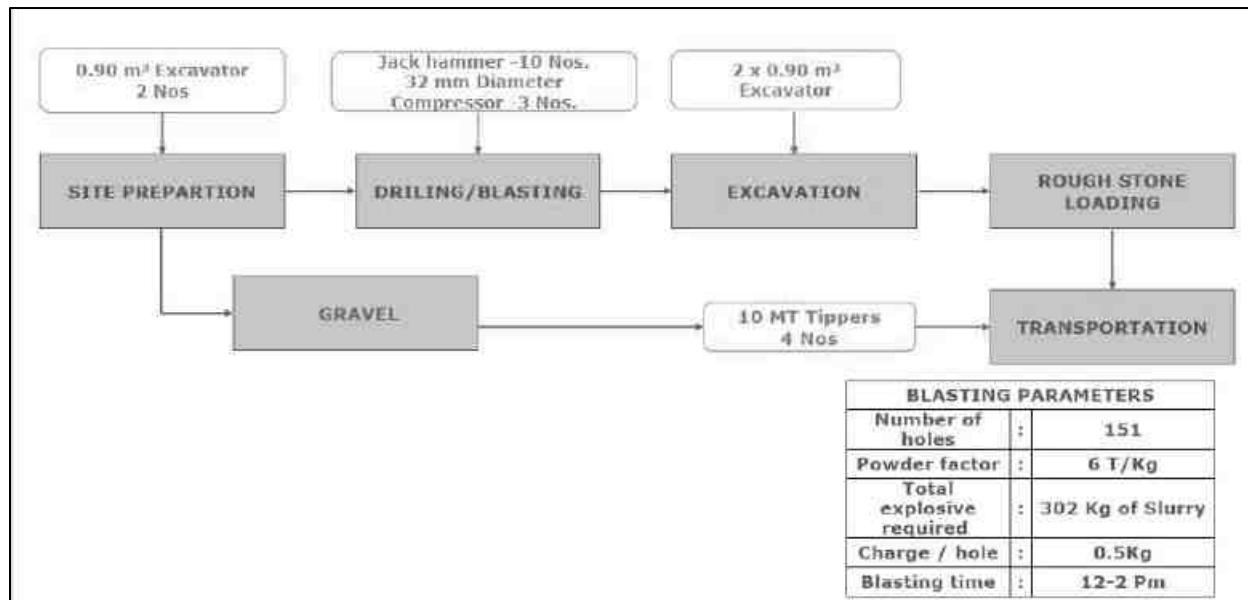 0.90 m³ Excavator
2 Nos
Jack hammer -10 Nos.
32 mm Diameter
Compressor -3 Nos.
2 x 0.90 m³
Excavator
SITE PREPARTION
DRILING/BLASTING
EXCAVATION
ROUGH STONE
LOADING
GRAVEL
10 MT Tippers
4 Nos
TRANSPORTATION
BLASTING PARAMETERS
Number of
holes : 151
Powder factor : 6 T/Kg
Total
explosive
required : 302 Kg of Slurry
Charge / hole : 0.5Kg
Blasting time : 12-2 Pm